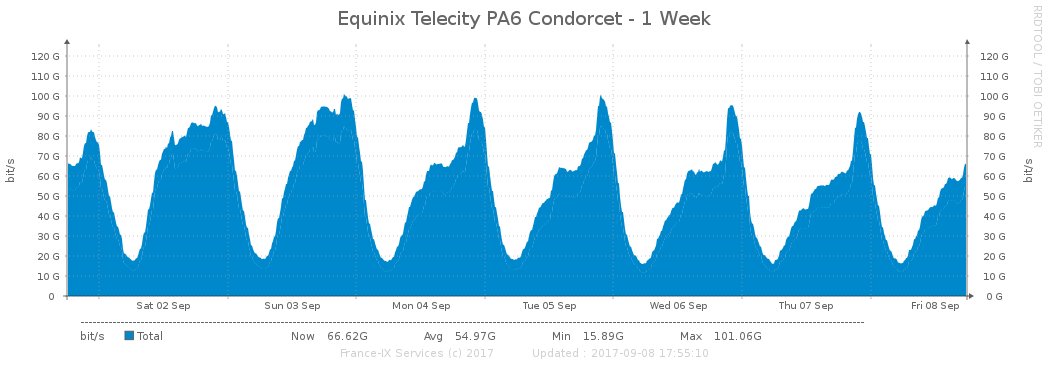 Equinix Telecity PA6 Condorcet - 1 Week
RRDTOOL / TOBI OETIKER
bit/s
bit/s
120 G 120 G
110 G 110 G
100 G 100 G
90 G 90 G
80 G 80 G
70 G 70 G
60 G 60 G
50 G 50 G
40 G 40 G
30 G 30 G
20 G 20 G
10 G 10 G
0 0 G
Sat 02 Sep Sun 03 Sep Mon 04 Sep Tue 05 Sep Wed 06 Sep Thu 07 Sep Fri 08 Sep
bit/s Total Now 66.62G Avg 54.97G Min 15.89G Max 101.06G
France-IX Services (c) 2017 Updated : 2017-09-08 17:55:10